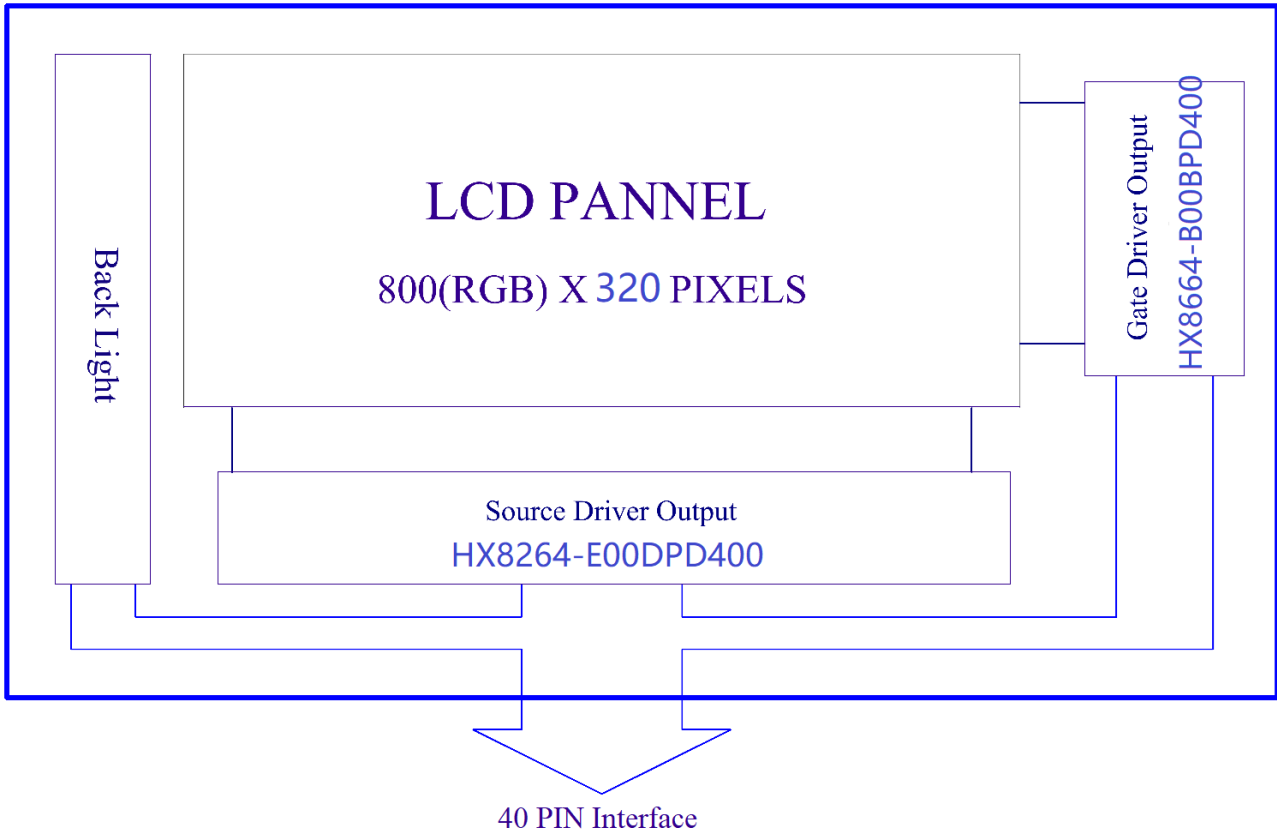 LCD PANNEL
800(RGB) X 320 PIXELS
Back Light
Gate Driver Output
HX8664-B00BPD400
Source Driver Output
HX8264-E00DPD400
40 PIN Interface